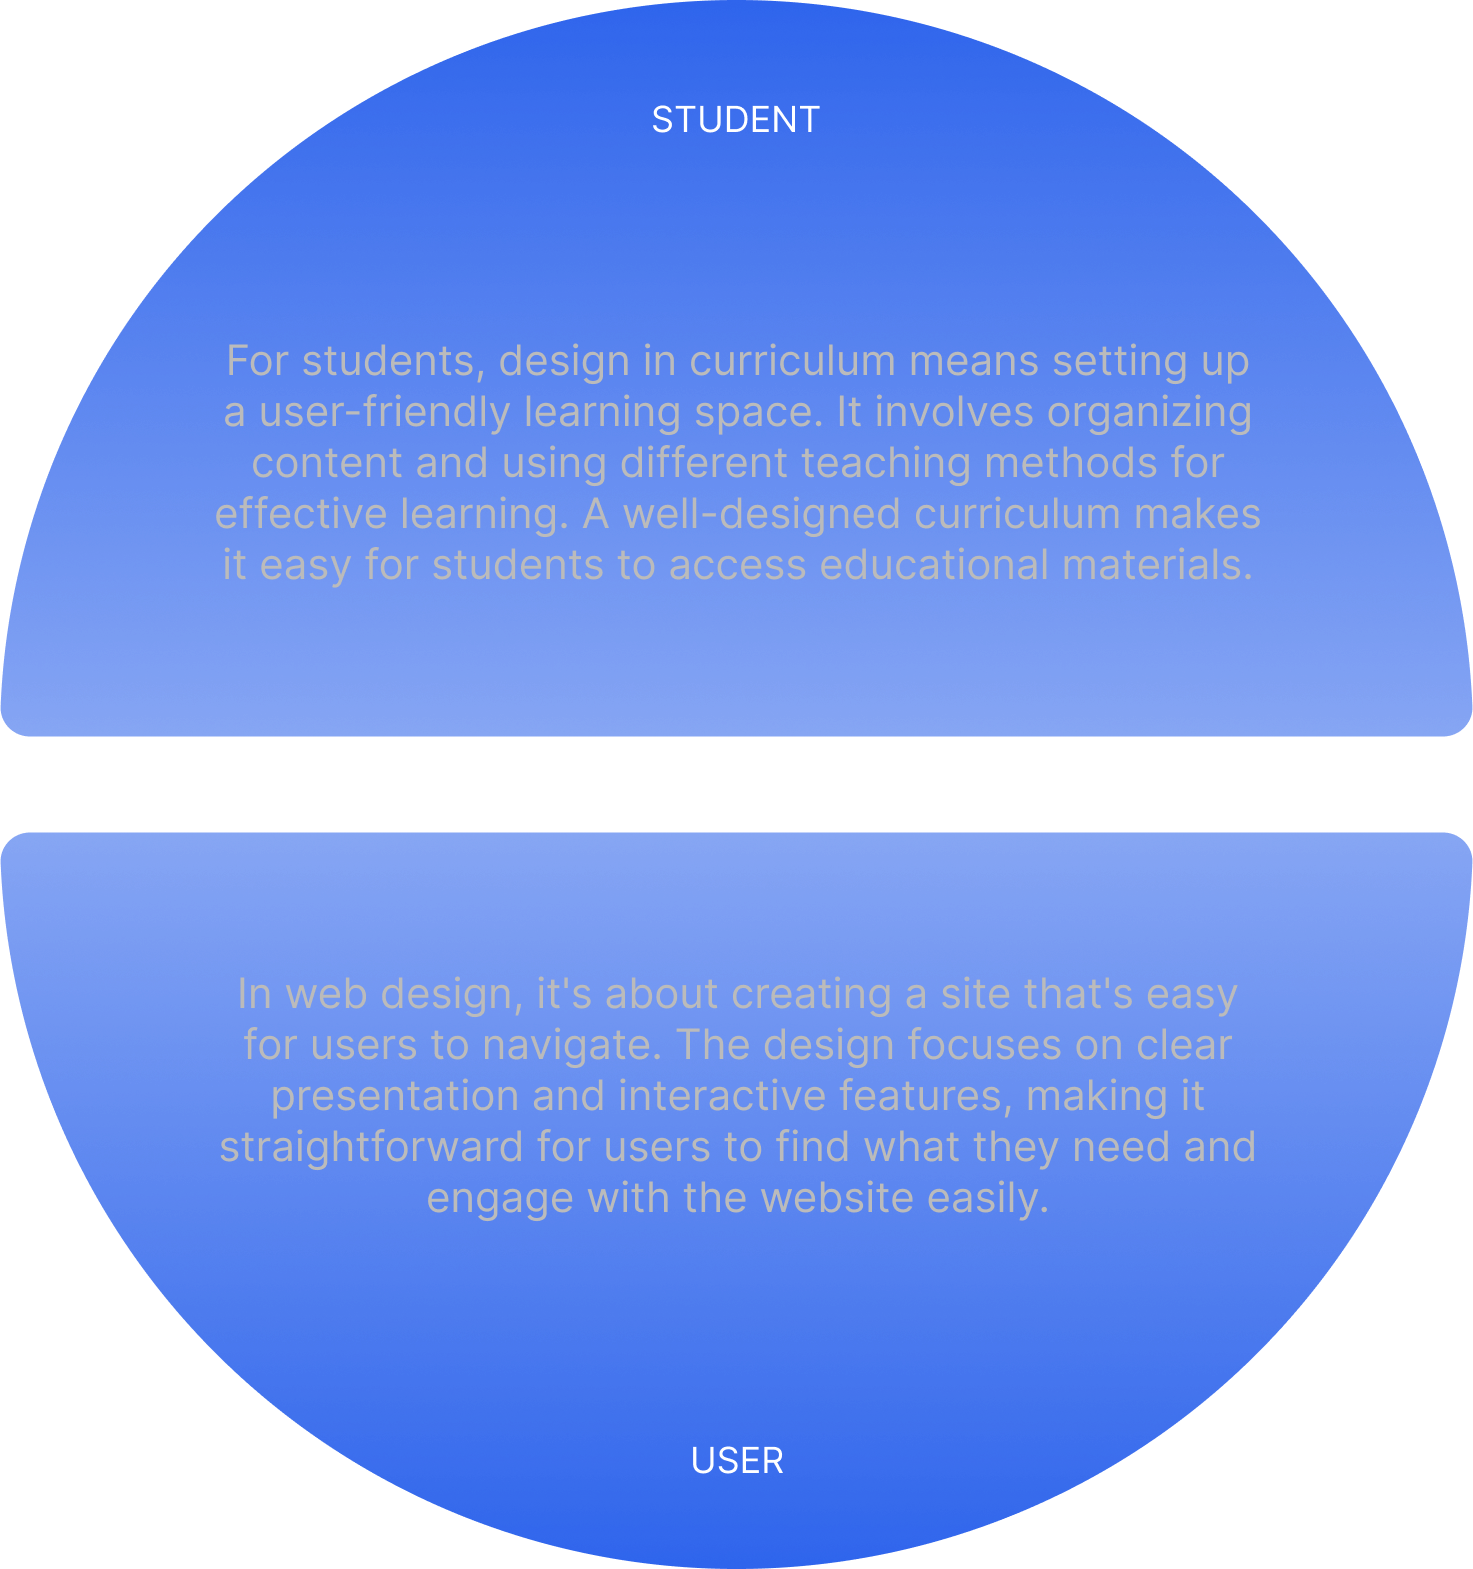 STUDENT
For students, design in curriculum means setting up
a user-friendly learning space. It involves organizing
content and using different teaching methods for
effective learning. A well-designed curriculum makes
it easy for students to access educational materials.
In web design, it's about creating a site that's easy
for users to navigate. The design focuses on clear
presentation and interactive features, making it
straightforward for users to find what they need and
engage with the website easily.
USER